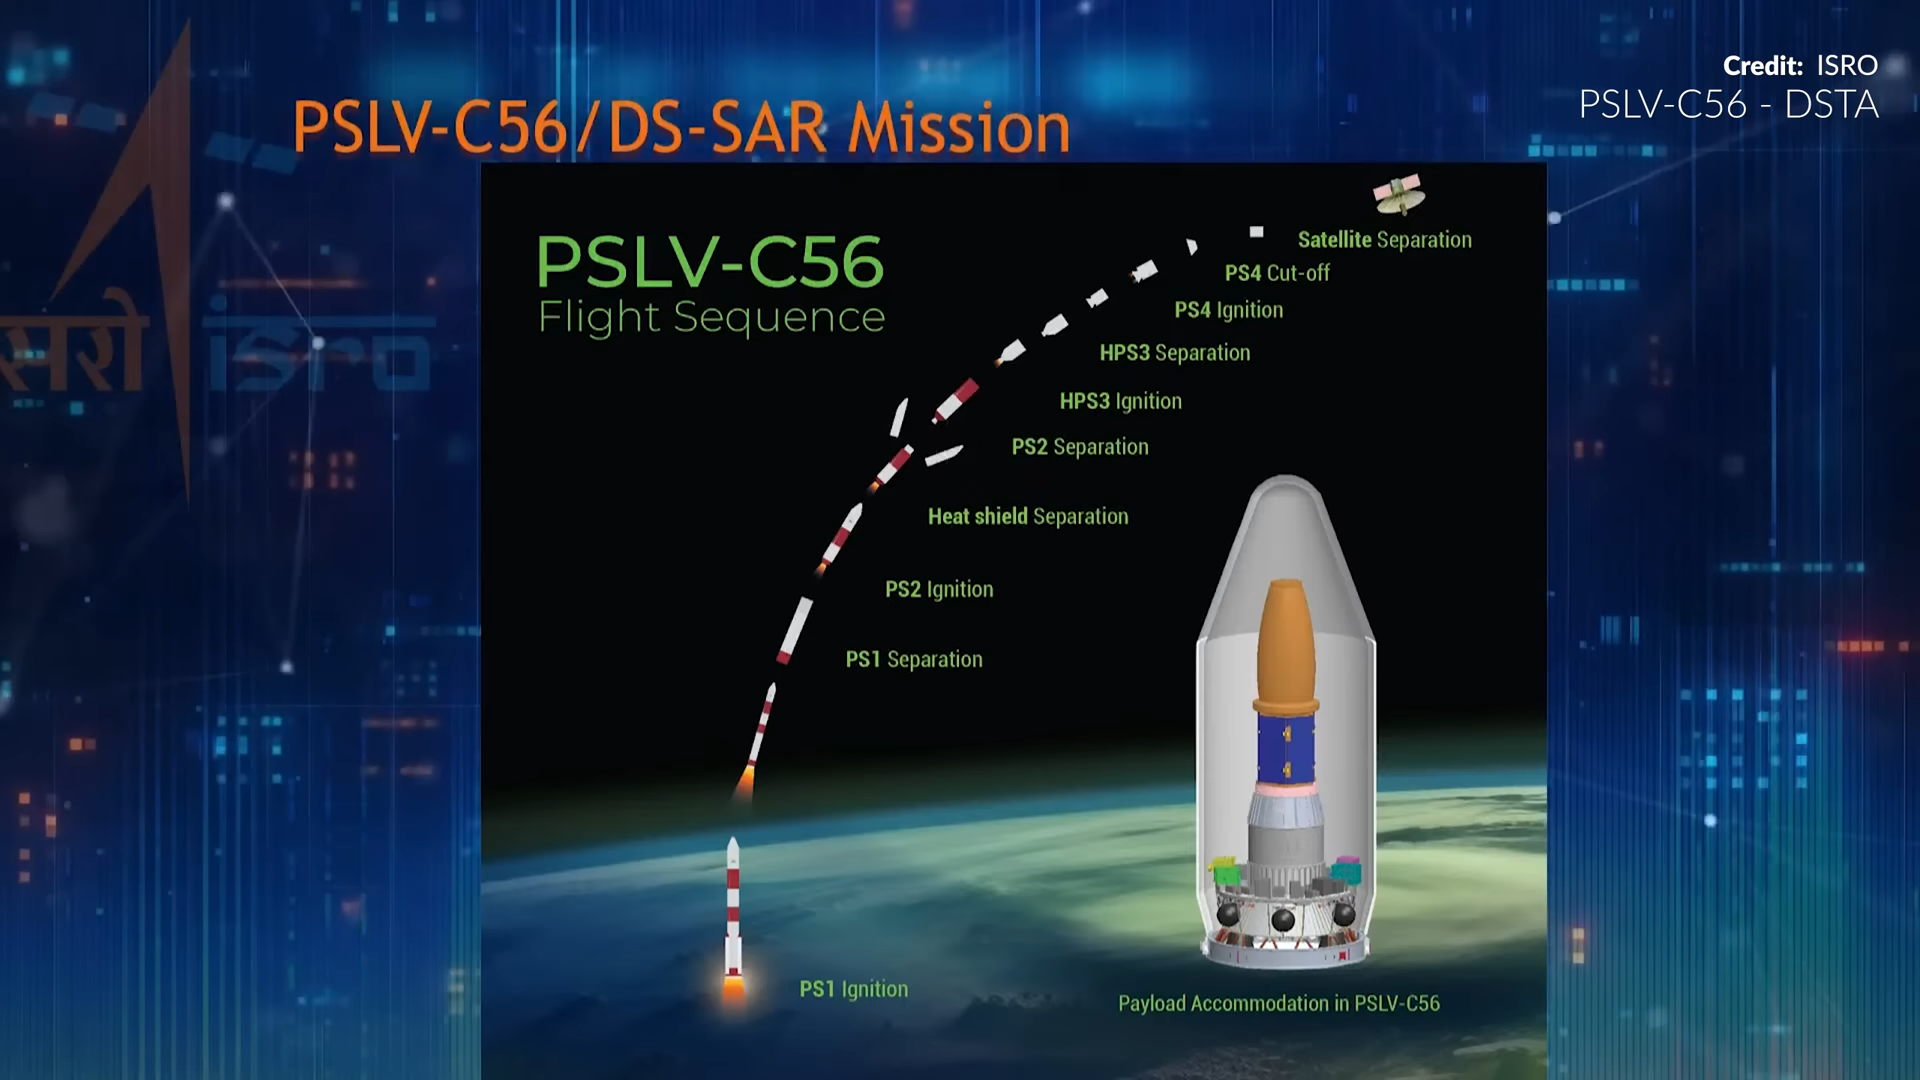 Credit: ISRO
PSLV-C56 - DSTA
PSLV-C56/DS-SAR Mission
PSLV-C56
Flight Sequence
Satellite Separation
PS4 Cut-off
PS4 Ignition
HPS3 Separation
HPS3 Ignition
PS2 Separation
Heat shield Separation
PS2 Ignition
PS1 Separation
PS1 Ignition
Payload Accommodation in PSLV-C56
सरो isro